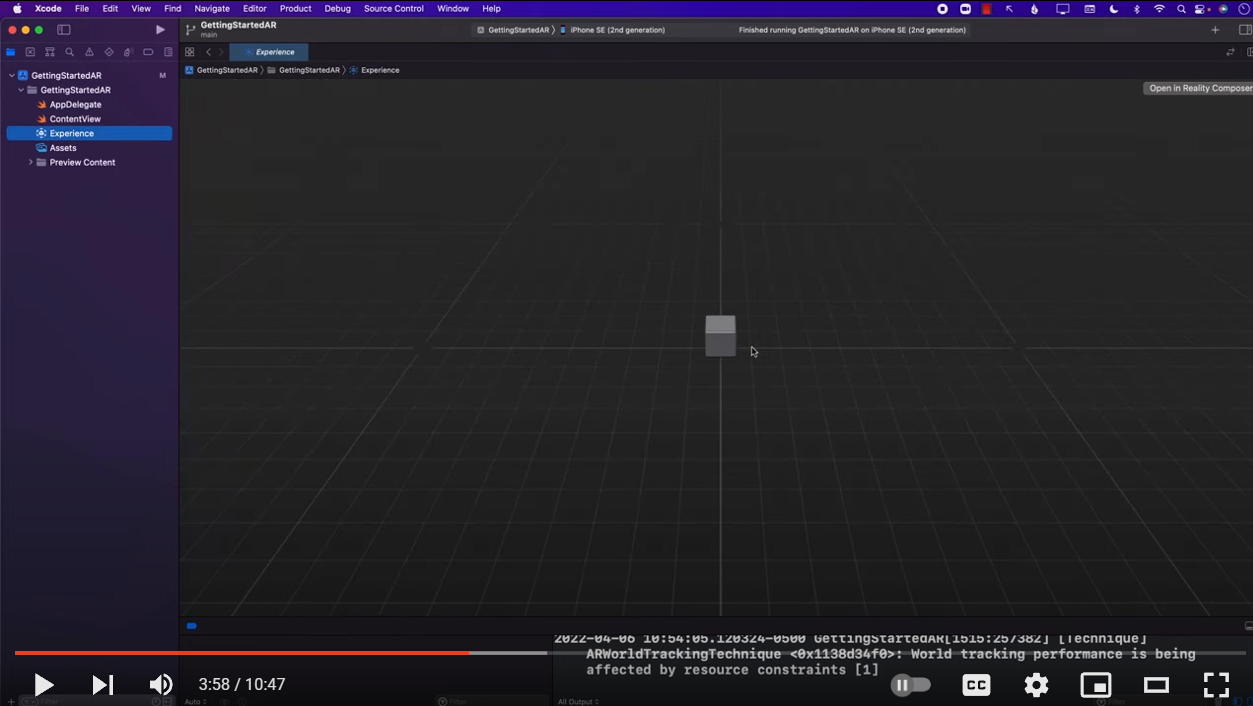 Xcode File Edit View Find Navigate Editor Product Debug Source Control Window Help
GettingStartedAR
main
GettingStartedAR 〉 iPhone SE (2nd generation)
Finished running GettingStartedAR on iPhone SE (2nd generation)
Experience
GettingStartedAR 〉 GettingStartedAR 〉 Experience
Open in Reality Composer
GettingStartedAR M
GettingStartedAR
AppDelegate
ContentView
Experience
Assets
Preview Content
2022-04-06 10:54:05.120324-0500 GettingStartedAR[1515:257382] [Technique]
ARWorldTrackingTechnique <0x1138d34f0>: World tracking performance is being
affected by resource constraints [1]
3:58 / 10:47
CC
Filter
Auto
Filter
All Output
Filter